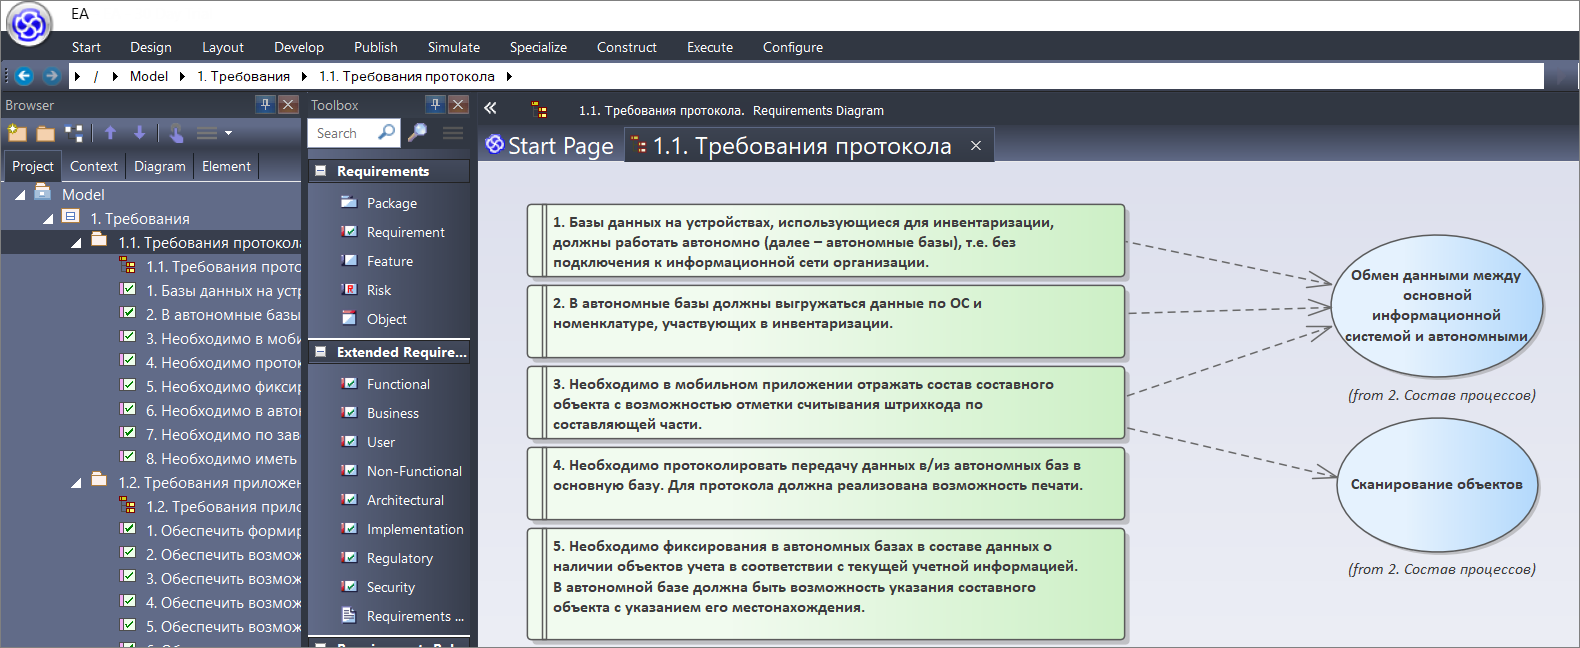 EA
Start Design Layout Develop Publish Simulate Specialize Construct Execute Configure
/ Model 1. Требования 1.1. Требования протокола
Browser
Project Context Diagram Element
Model
1. Требования
1.1. Требования протокола
1.1. Требования прото
1. Базы данных на уст
2. В автономные базы
3. Необходимо в моби
4. Необходимо проток
5. Необходимо фиксир
6. Необходимо в авто
7. Необходимо по зав
8. Необходимо иметь
1.2. Требования приложен
1.2. Требования прило
1. Обеспечить формир
2. Обеспечить возмож
3. Обеспечить возмож
4. Обеспечить возмож
5. Обеспечить возмож
Toolbox
Search
Requirements
Package
Requirement
Feature
Risk
Object
Extended Require...
Functional
Business
User
Non-Functional
Architectural
Implementation
Regulatory
Security
Requirements ...
1.1. Требования протокола. Requirements Diagram
Start Page 1.1. Требования протокола
1. Базы данных на устройствах, использующиеся для инвентаризации,
должны работать автономно (далее – автономные базы), т.е. без
подключения к информационной сети организации.
2. В автономные базы должны выгружаться данные по ОС и
номенклатуре, участвующих в инвентаризации.
3. Необходимо в мобильном приложении отражать состав составного
объекта с возможностью отметки считывания штрихкода по
составляющей части.
4. Необходимо протоколировать передачу данных в/из автономных баз в
основную базу. Для протокола должна реализована возможность печати.
5. Необходимо фиксирования в автономных базах в составе данных о
наличии объектов учета в соответствии с текущей учетной информацией.
В автономной базе должна быть возможность указания составного
объекта с указанием его местонахождения.
Обмен данными между
основной
информационной
системой и автономными
(from 2. Состав процессов)
Сканирование объектов
(from 2. Состав процессов)